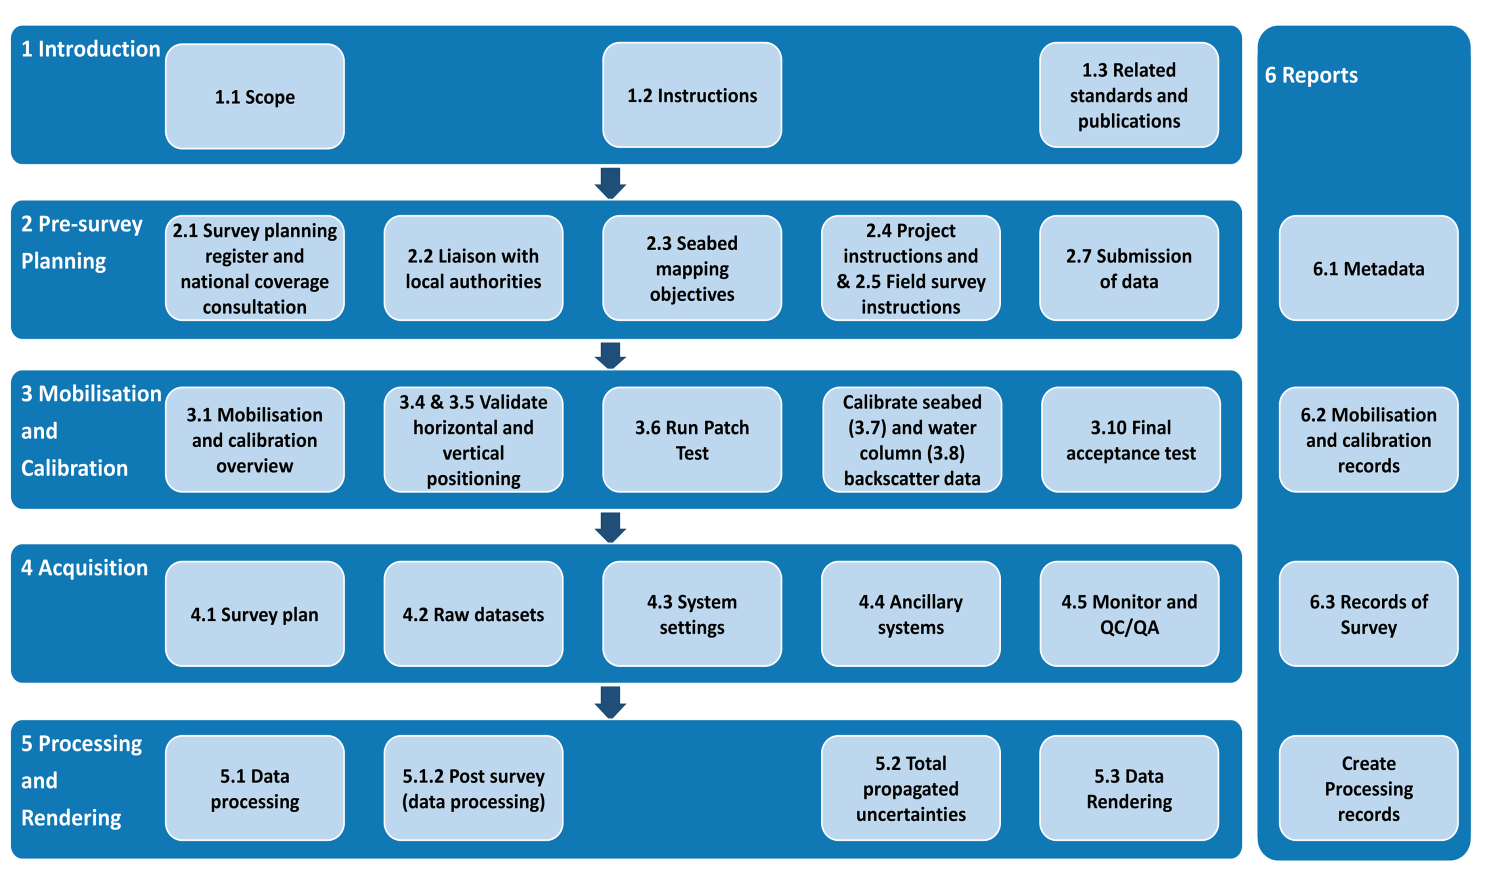 1 Introduction
1.1 Scope
1.2 Instructions
1.3 Related
standards and
publications
2 Pre-survey
Planning
2.1 Survey planning
register and
national coverage
consultation
2.2 Liaison with
local authorities
2.3 Seabed
mapping
objectives
2.4 Project
instructions and
& 2.5 Field survey
instructions
2.7 Submission
of data
3 Mobilisation
and
Calibration
3.1 Mobilisation
and calibration
overview
3.4 & 3.5 Validate
horizontal and
vertical
positioning
3.6 Run Patch
Test
Calibrate seabed
(3.7) and water
column (3.8)
backscatter data
3.10 Final
acceptance test
4 Acquisition
4.1 Survey plan
4.2 Raw datasets
4.3 System
settings
4.4 Ancillary
systems
4.5 Monitor and
QC/QA
5 Processing
and
Rendering
5.1 Data
processing
5.1.2 Post survey
(data processing)
5.2 Total
propagated
uncertainties
5.3 Data
Rendering
6 Reports
6.1 Metadata
6.2 Mobilisation
and calibration
records
6.3 Records of
Survey
Create
Processing
records